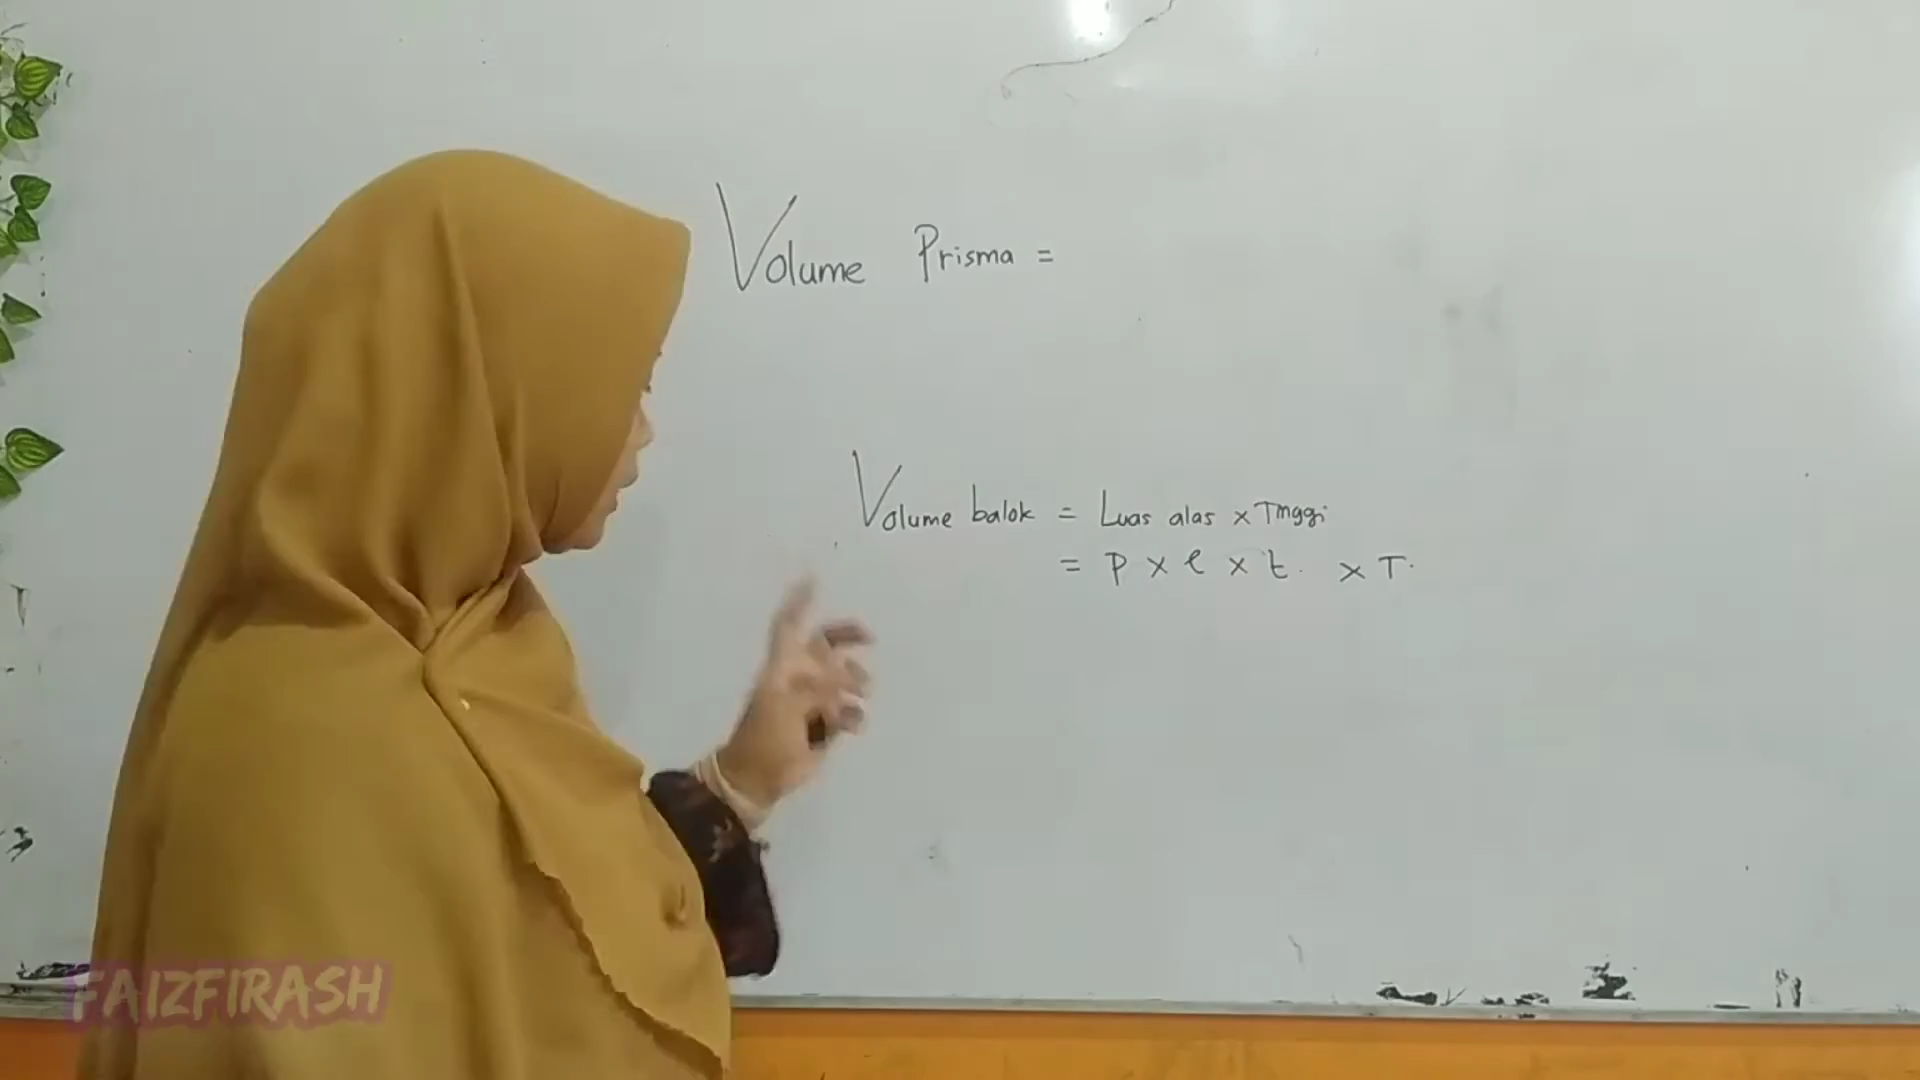 Volume Prisma =
Volume balok = Luas alas x Tinggi
= P x l x t. x T.
FAIZFIRASH